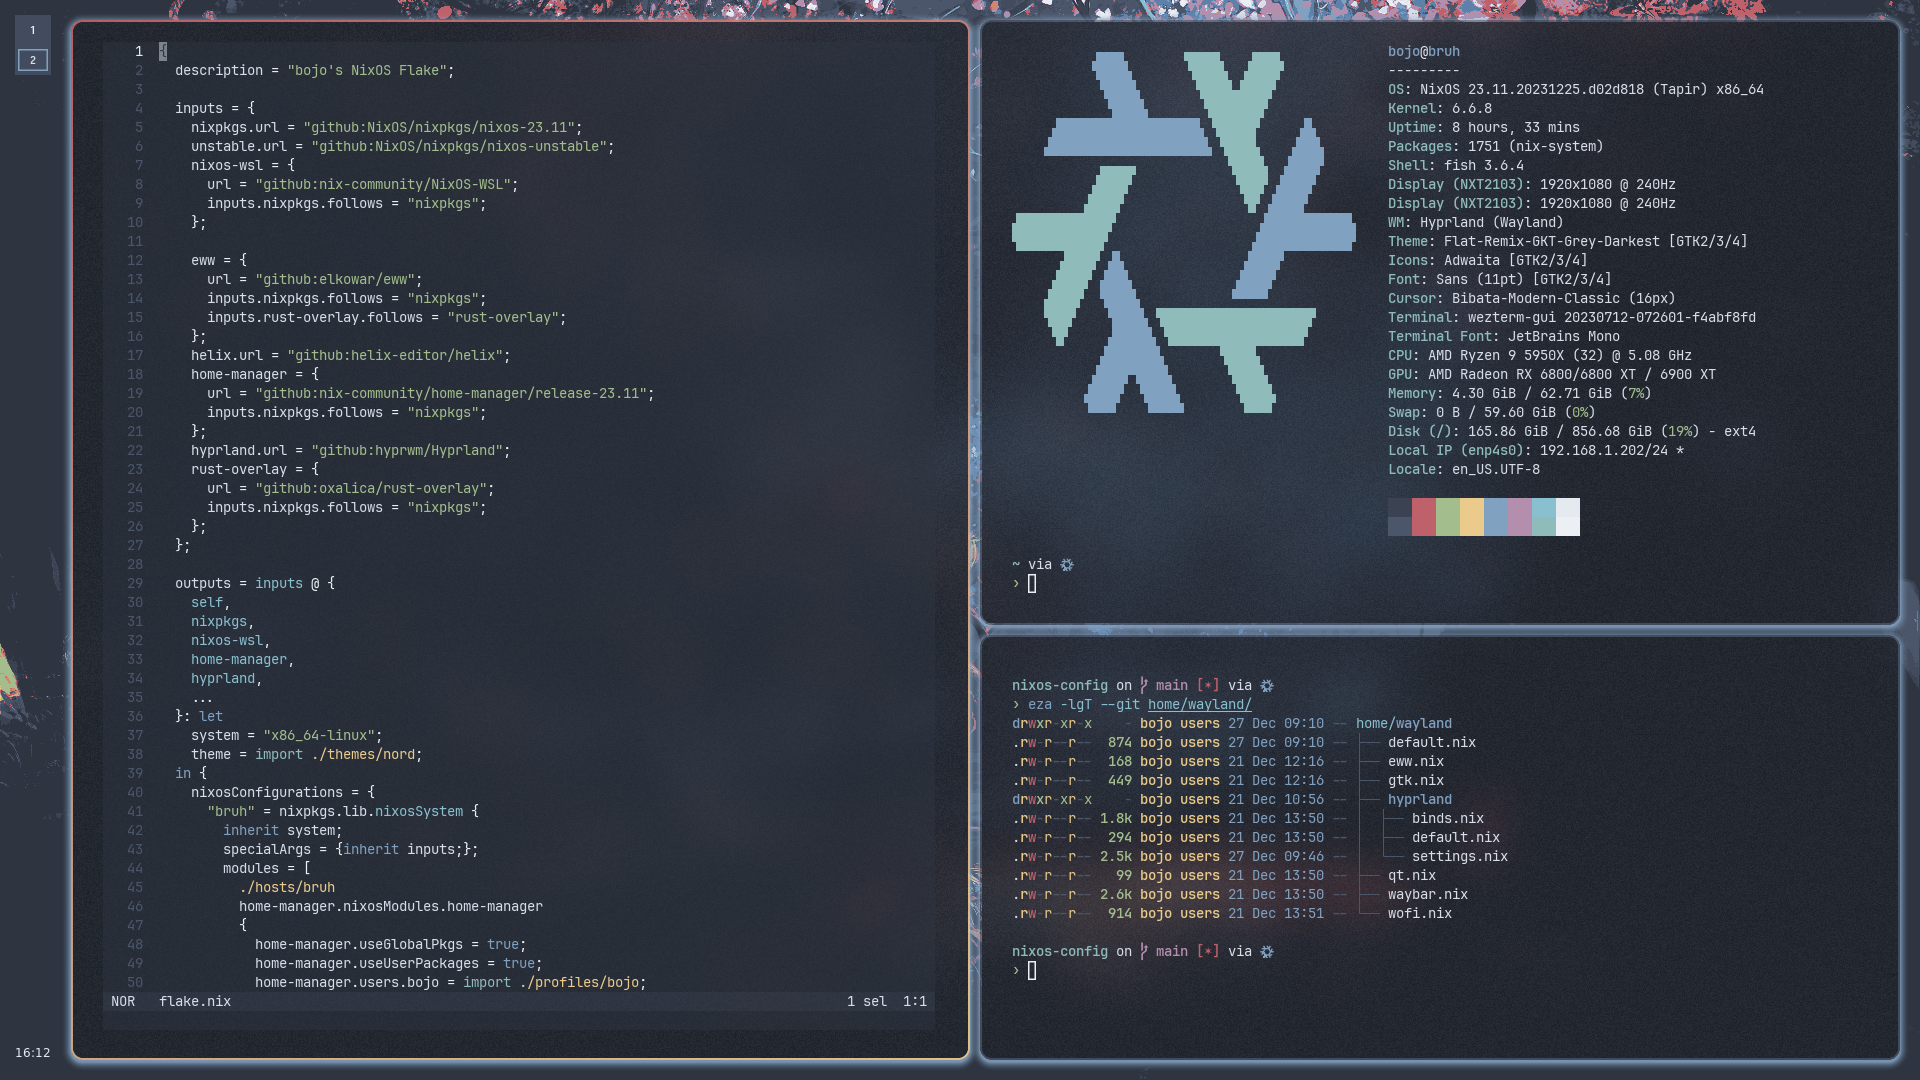 1
2
16:12
1 {
2   description = "bojo's NixOS Flake";
3
4   inputs = {
5     nixpkgs.url = "github:NixOS/nixpkgs/nixos-23.11";
6     unstable.url = "github:NixOS/nixpkgs/nixos-unstable";
7     nixos-wsl = {
8       url = "github:nix-community/NixOS-WSL";
9       inputs.nixpkgs.follows = "nixpkgs";
10     };
11
12     eww = {
13       url = "github:elkowar/eww";
14       inputs.nixpkgs.follows = "nixpkgs";
15       inputs.rust-overlay.follows = "rust-overlay";
16     };
17     helix.url = "github:helix-editor/helix";
18     home-manager = {
19       url = "github:nix-community/home-manager/release-23.11";
20       inputs.nixpkgs.follows = "nixpkgs";
21     };
22     hyprland.url = "github:hyprwm/Hyprland";
23     rust-overlay = {
24       url = "github:oxalica/rust-overlay";
25       inputs.nixpkgs.follows = "nixpkgs";
26     };
27   };
28
29   outputs = inputs @ {
30     self,
31     nixpkgs,
32     nixos-wsl,
33     home-manager,
34     hyprland,
35     ...
36   }: let
37     system = "x86_64-linux";
38     theme = import ./themes/nord;
39   in {
40     nixosConfigurations = {
41       "bruh" = nixpkgs.lib.nixosSystem {
42         inherit system;
43         specialArgs = {inherit inputs;};
44         modules = [
45           ./hosts/bruh
46           home-manager.nixosModules.home-manager
47           {
48             home-manager.useGlobalPkgs = true;
49             home-manager.useUserPackages = true;
50             home-manager.users.bojo = import ./profiles/bojo;
NOR   flake.nix   1 sel  1:1
bojo@bruh
---------
OS: NixOS 23.11.20231225.d02d818 (Tapir) x86_64
Kernel: 6.6.8
Uptime: 8 hours, 33 mins
Packages: 1751 (nix-system)
Shell: fish 3.6.4
Display (NXT2103): 1920x1080 @ 240Hz
Display (NXT2103): 1920x1080 @ 240Hz
WM: Hyprland (Wayland)
Theme: Flat-Remix-GKT-Grey-Darkest [GTK2/3/4]
Icons: Adwaita [GTK2/3/4]
Font: Sans (11pt) [GTK2/3/4]
Cursor: Bibata-Modern-Classic (16px)
Terminal: wezterm-gui 20230712-072601-f4abf8fd
Terminal Font: JetBrains Mono
CPU: AMD Ryzen 9 5950X (32) @ 5.08 GHz
GPU: AMD Radeon RX 6800/6800 XT / 6900 XT
Memory: 4.30 GiB / 62.71 GiB (7%)
Swap: 0 B / 59.60 GiB (0%)
Disk (/): 165.86 GiB / 856.68 GiB (19%) - ext4
Local IP (enp4s0): 192.168.1.202/24 *
Locale: en_US.UTF-8
~ via
›
nixos-config on main [*] via
› eza -lgT --git home/wayland/
drwxr-xr-x    - bojo users 27 Dec 09:10 -- home/wayland
.rw-r--r--  874 bojo users 27 Dec 09:10 -- ├── default.nix
.rw-r--r--  168 bojo users 21 Dec 12:16 -- ├── eww.nix
.rw-r--r--  449 bojo users 21 Dec 12:16 -- ├── gtk.nix
drwxr-xr-x    - bojo users 21 Dec 10:56 -- ├── hyprland
.rw-r--r-- 1.8k bojo users 21 Dec 13:50 -- │  ├── binds.nix
.rw-r--r--  294 bojo users 21 Dec 13:50 -- │  ├── default.nix
.rw-r--r-- 2.5k bojo users 27 Dec 09:46 -- │  └── settings.nix
.rw-r--r--   99 bojo users 21 Dec 13:50 -- ├── qt.nix
.rw-r--r-- 2.6k bojo users 21 Dec 13:50 -- ├── waybar.nix
.rw-r--r--  914 bojo users 21 Dec 13:51 -- └── wofi.nix
nixos-config on main [*] via
›